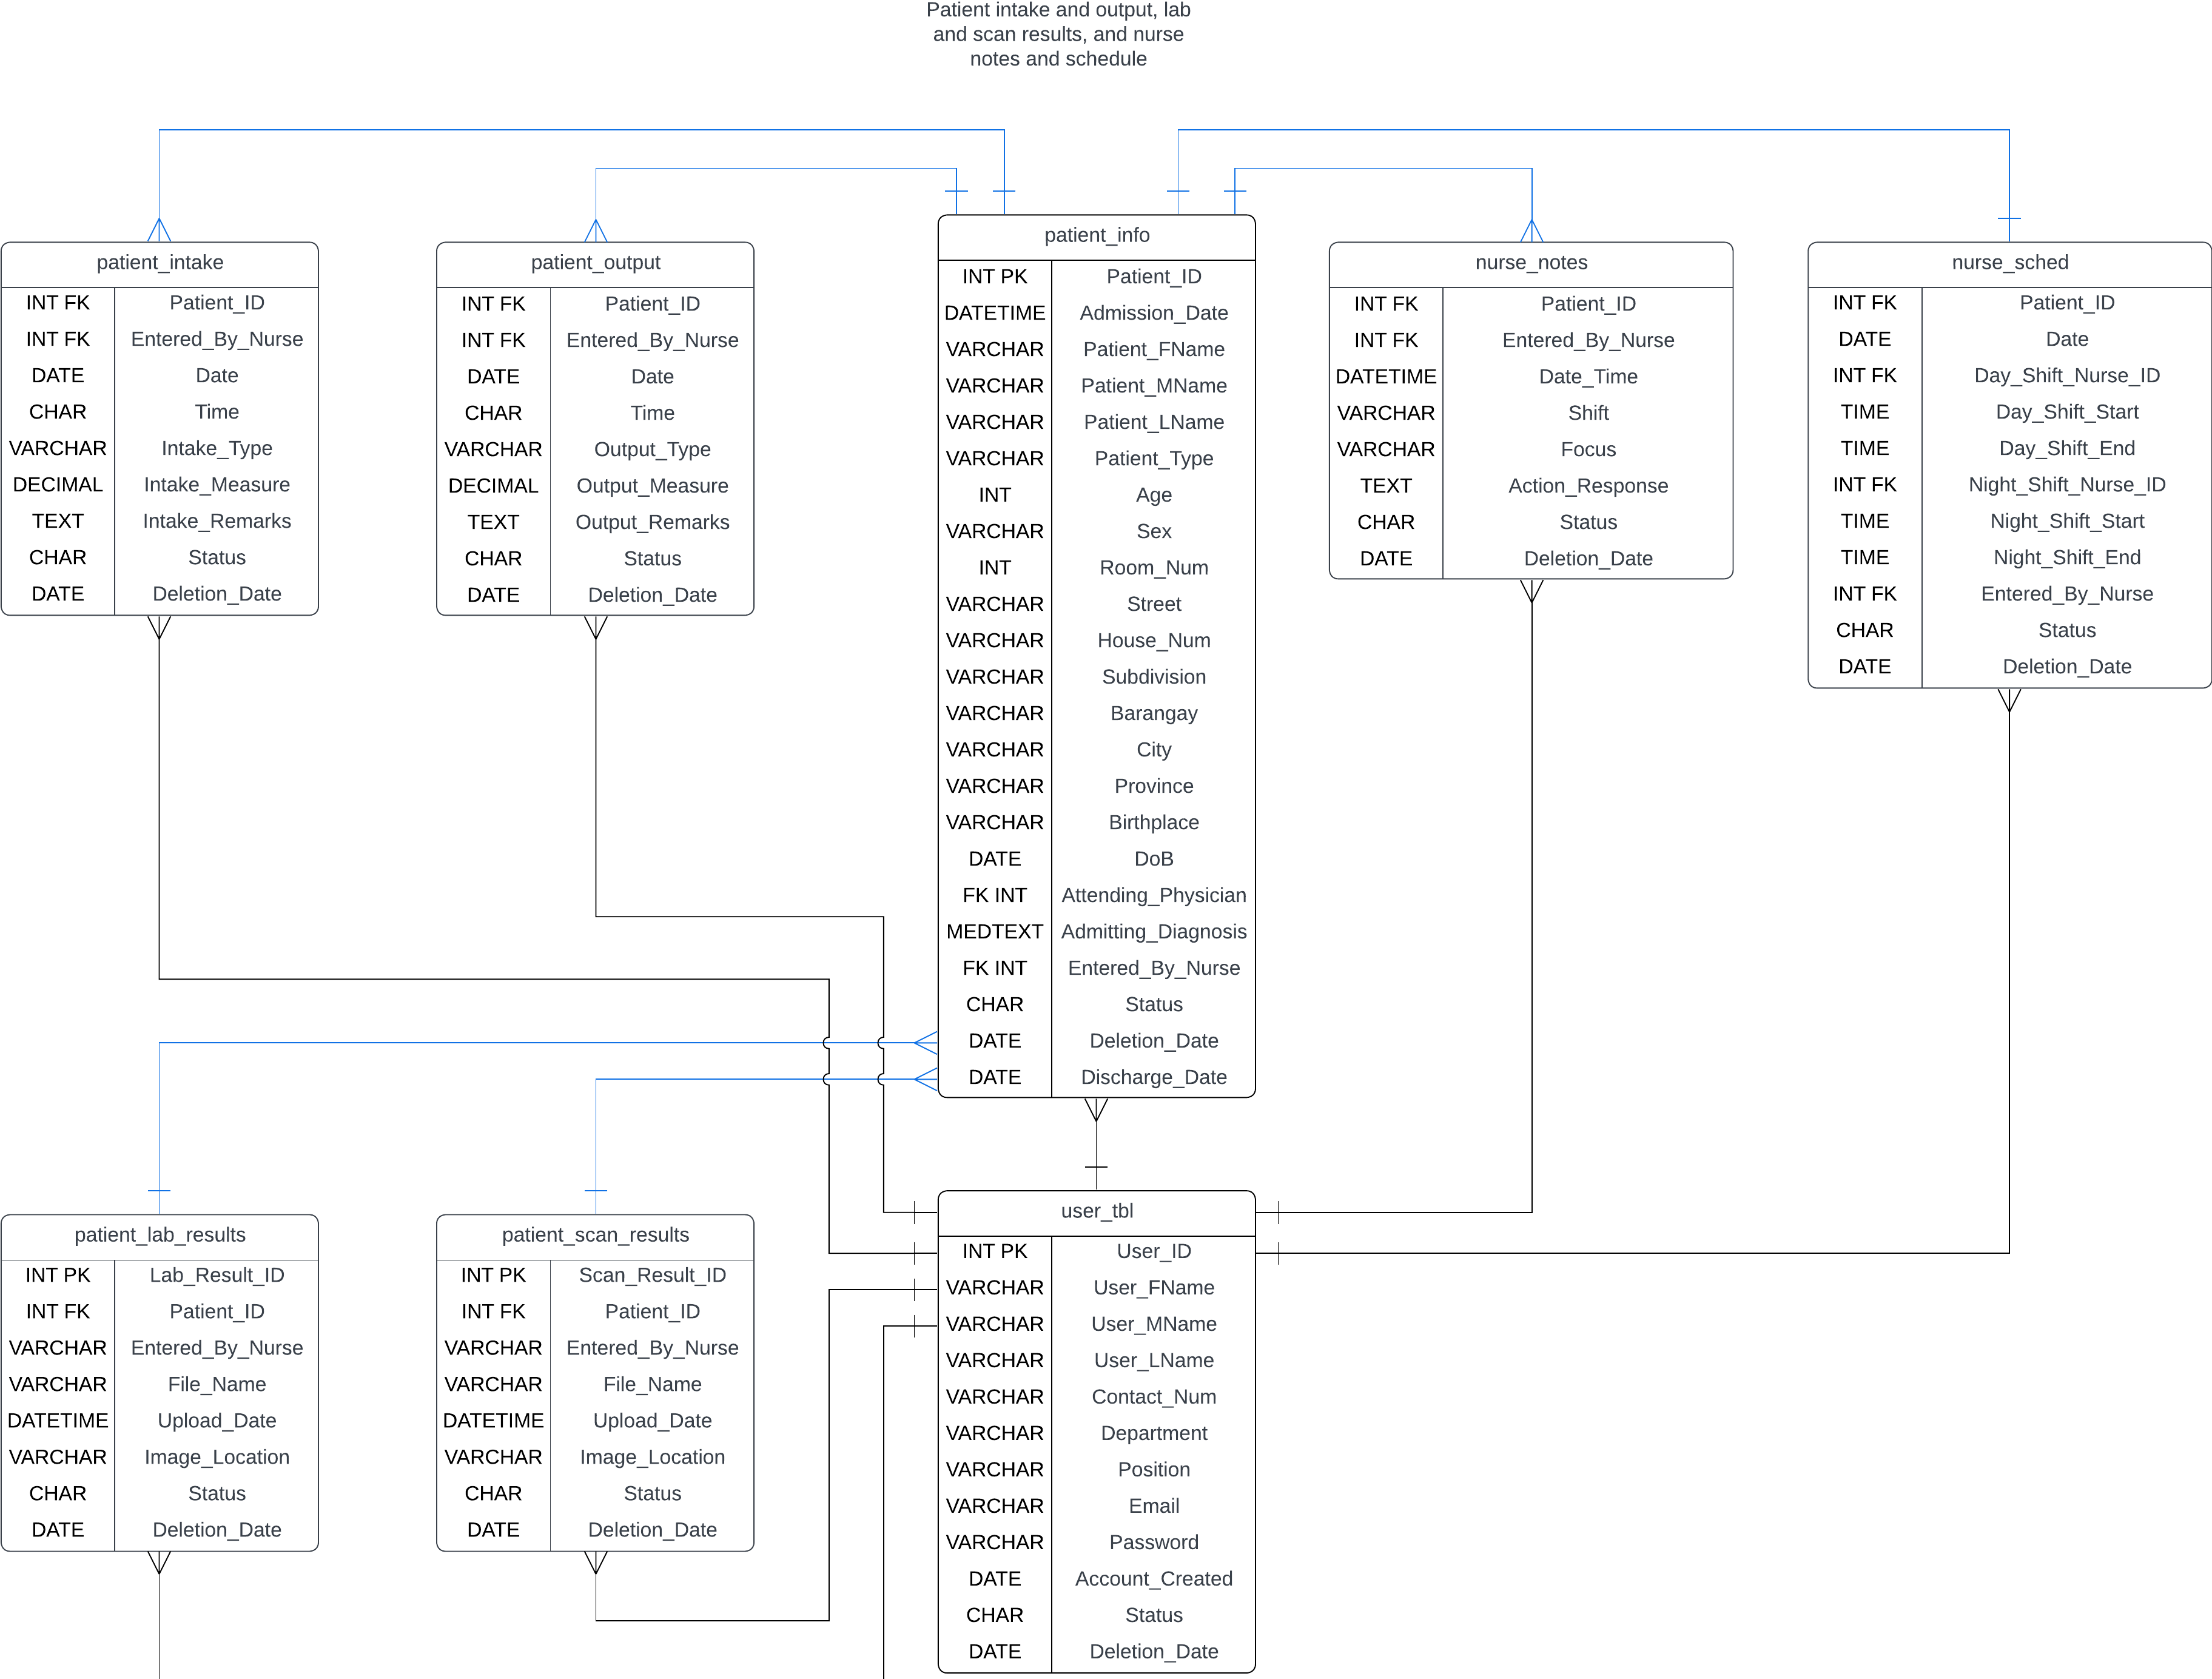 Patient intake and output, lab
and scan results, and nurse
notes and schedule
patient_intake
INT FK Patient_ID
INT FK Entered_By_Nurse
DATE Date
CHAR Time
VARCHAR Intake_Type
DECIMAL Intake_Measure
TEXT Intake_Remarks
CHAR Status
DATE Deletion_Date
patient_output
INT FK Patient_ID
INT FK Entered_By_Nurse
DATE Date
CHAR Time
VARCHAR Output_Type
DECIMAL Output_Measure
TEXT Output_Remarks
CHAR Status
DATE Deletion_Date
patient_info
INT PK Patient_ID
DATETIME Admission_Date
VARCHAR Patient_FName
VARCHAR Patient_MName
VARCHAR Patient_LName
VARCHAR Patient_Type
INT Age
VARCHAR Sex
INT Room_Num
VARCHAR Street
VARCHAR House_Num
VARCHAR Subdivision
VARCHAR Barangay
VARCHAR City
VARCHAR Province
VARCHAR Birthplace
DATE DoB
FK INT Attending_Physician
MEDTEXT Admitting_Diagnosis
FK INT Entered_By_Nurse
CHAR Status
DATE Deletion_Date
DATE Discharge_Date
nurse_notes
INT FK Patient_ID
INT FK Entered_By_Nurse
DATETIME Date_Time
VARCHAR Shift
VARCHAR Focus
TEXT Action_Response
CHAR Status
DATE Deletion_Date
nurse_sched
INT FK Patient_ID
DATE Date
INT FK Day_Shift_Nurse_ID
TIME Day_Shift_Start
TIME Day_Shift_End
INT FK Night_Shift_Nurse_ID
TIME Night_Shift_Start
TIME Night_Shift_End
INT FK Entered_By_Nurse
CHAR Status
DATE Deletion_Date
patient_lab_results
INT PK Lab_Result_ID
INT FK Patient_ID
VARCHAR Entered_By_Nurse
VARCHAR File_Name
DATETIME Upload_Date
VARCHAR Image_Location
CHAR Status
DATE Deletion_Date
patient_scan_results
INT PK Scan_Result_ID
INT FK Patient_ID
VARCHAR Entered_By_Nurse
VARCHAR File_Name
DATETIME Upload_Date
VARCHAR Image_Location
CHAR Status
DATE Deletion_Date
user_tbl
INT PK User_ID
VARCHAR User_FName
VARCHAR User_MName
VARCHAR User_LName
VARCHAR Contact_Num
VARCHAR Department
VARCHAR Position
VARCHAR Email
VARCHAR Password
DATE Account_Created
CHAR Status
DATE Deletion_Date